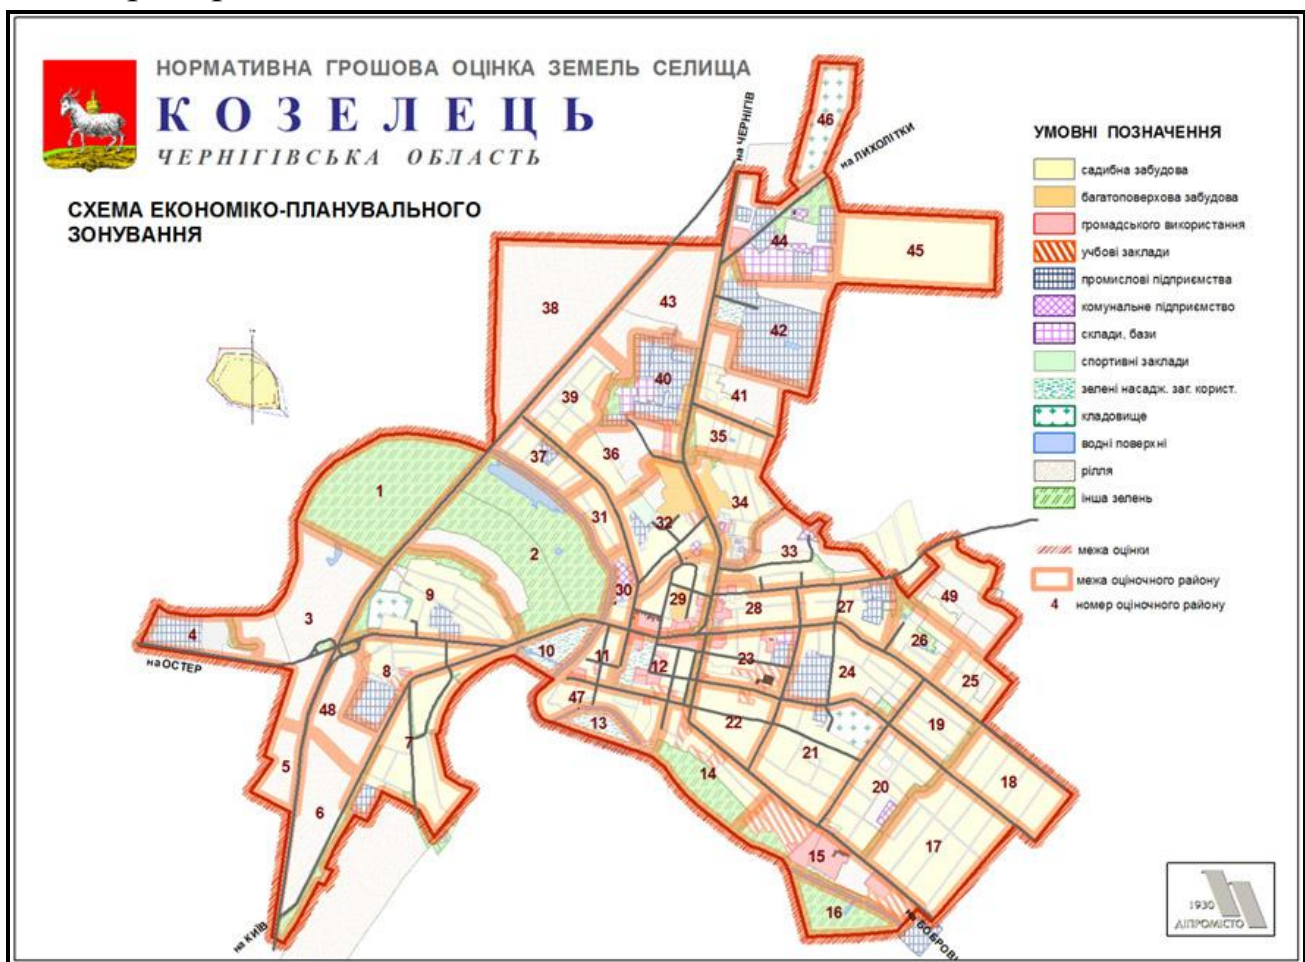 НОРМАТИВНА ГРОШОВА ОЦІНКА ЗЕМЕЛЬ СЕЛИЩА
КОЗЕЛЕЦЬ
ЧЕРНІГІВСЬКА ОБЛАСТЬ
СХЕМА ЕКОНОМІКО-ПЛАНУВАЛЬНОГО
ЗОНУВАННЯ
УМОВНІ ПОЗНАЧЕННЯ
садибна забудова
багатоповерхова забудова
громадського використання
учбові заклади
промислові підприємства
комунальне підприємство
склади, бази
спортивні заклади
зелені насадж. заг. корист.
кладовище
водні поверхні
рілля
інша зелень
межа оцінки
межа оціночного району
4 номер оціночного району
на ЧЕРНІГІВ
на ЛИХОЛІТКИ
46
44
45
38
43
42
40
39
41
35
37
36
1
34
31
32
2
33
30
29
28
27
49
9
3
4
на ОСТЕР
26
10
11
12
23
24
25
8
48
47
13
22
19
7
21
5
14
20
18
6
17
15
16
на КИЇВ
на БОБРОВИ
1930
ДІПРОМІСТО